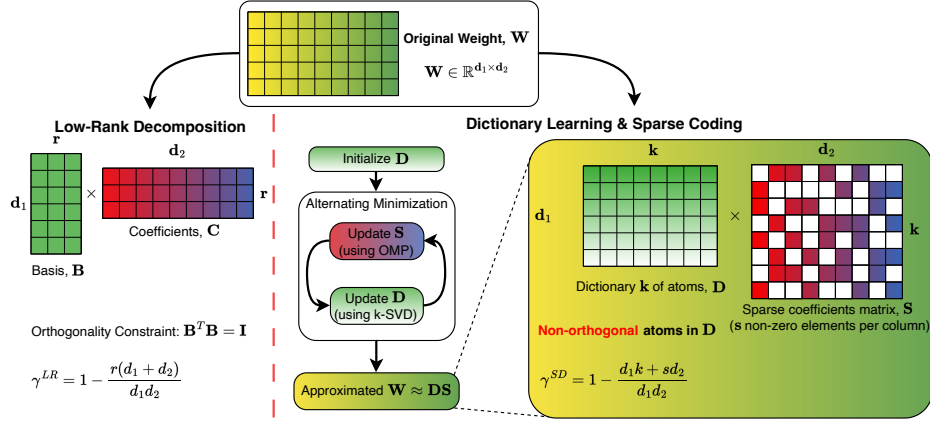 Original Weight, W
W ∈ ℝ^{d₁×d₂}
Low-Rank Decomposition
r
d₁
×
d₂
r
Coefficients, C
Basis, B
Orthogonality Constraint: B^T B = I
γ^{LR} = 1 − r(d₁ + d₂) / d₁d₂
Dictionary Learning & Sparse Coding
Initialize D
Alternating Minimization
Update S
(using OMP)
Update D
(using k-SVD)
Approximated W ≈ DS
k
d₁
×
d₂
k
Dictionary k of atoms, D
Sparse coefficients matrix, S
(s non-zero elements per column)
Non-orthogonal atoms in D
γ^{SD} = 1 − d₁k + sd₂ / d₁d₂